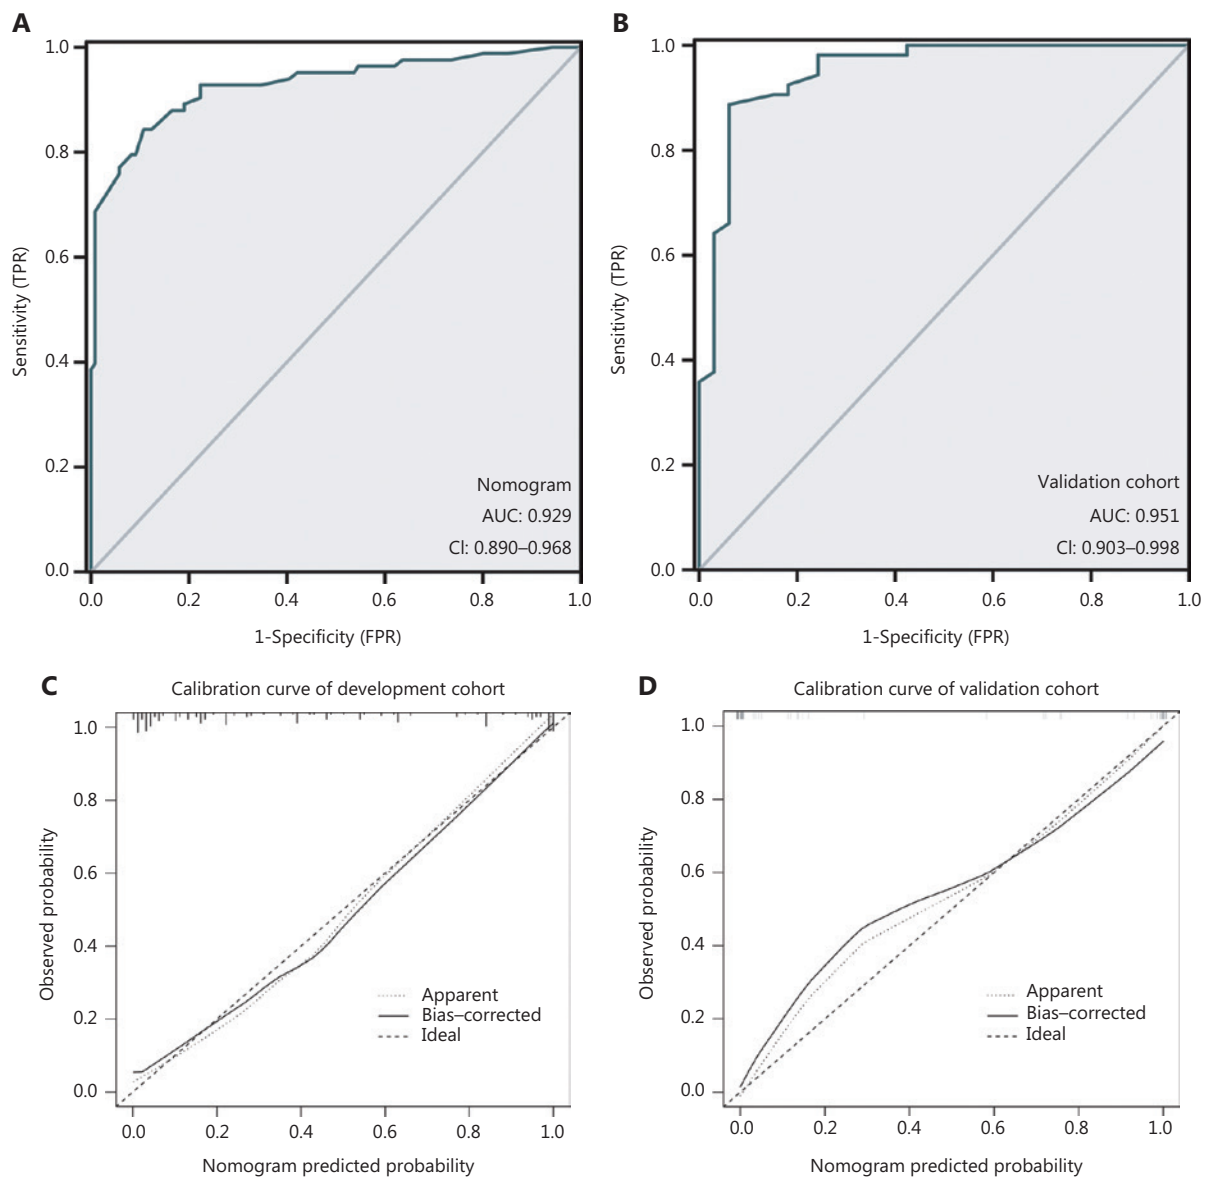 A
1.0
0.8
0.6
0.4
0.2
0.0
Sensitivity (TPR)
Nomogram
AUC: 0.929
CI: 0.890–0.968
0.0 0.2 0.4 0.6 0.8 1.0
1-Specificity (FPR)
B
1.0
0.8
0.6
0.4
0.2
0.0
Sensitivity (TPR)
Validation cohort
AUC: 0.951
CI: 0.903–0.998
0.0 0.2 0.4 0.6 0.8 1.0
1-Specificity (FPR)
C
Calibration curve of development cohort
1.0
0.8
0.6
0.4
0.2
0.0
Observed probability
Apparent
Bias–corrected
Ideal
0.0 0.2 0.4 0.6 0.8 1.0
Nomogram predicted probability
D
Calibration curve of validation cohort
1.0
0.8
0.6
0.4
0.2
0.0
Observed probability
Apparent
Bias–corrected
Ideal
0.0 0.2 0.4 0.6 0.8 1.0
Nomogram predicted probability